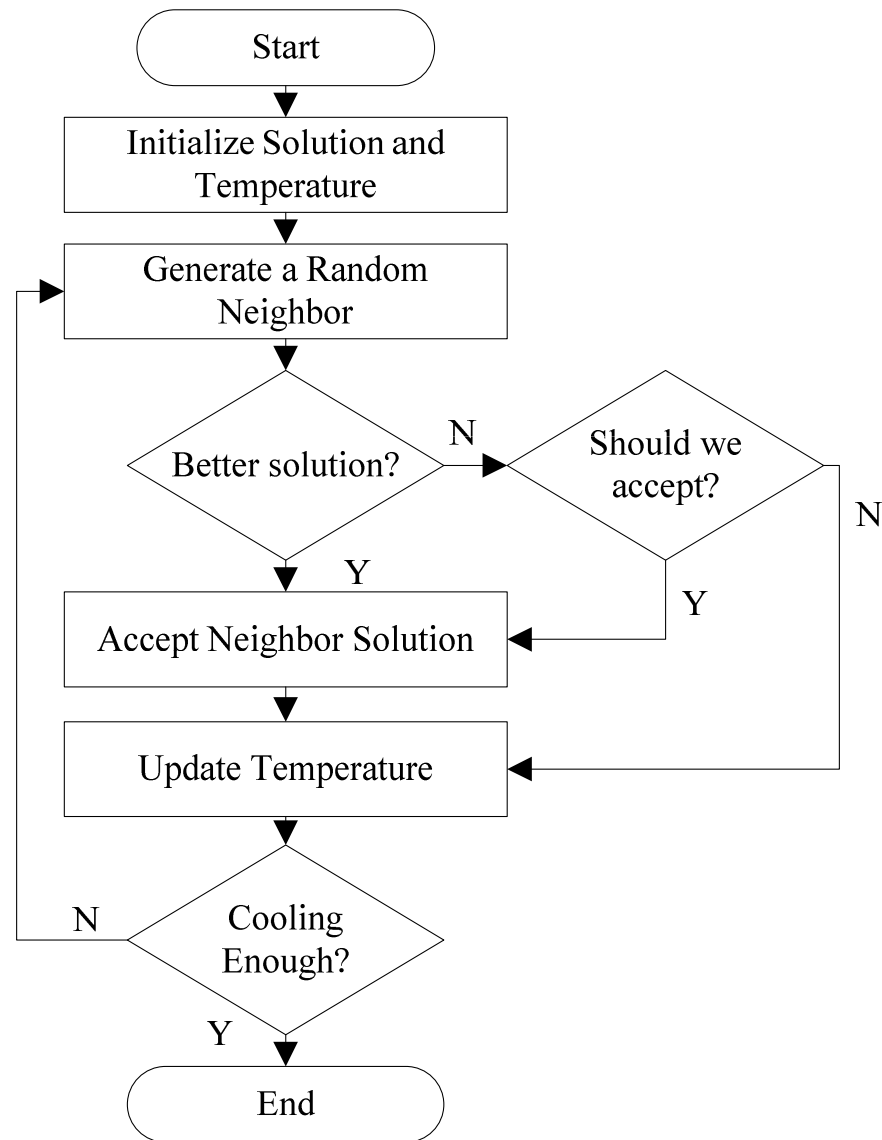 Start
Initialize Solution and
Temperature
Generate a Random
Neighbor
Better solution?
N
Should we
accept?
N
Y
Y
Accept Neighbor Solution
Update Temperature
Cooling
Enough?
N
Y
End